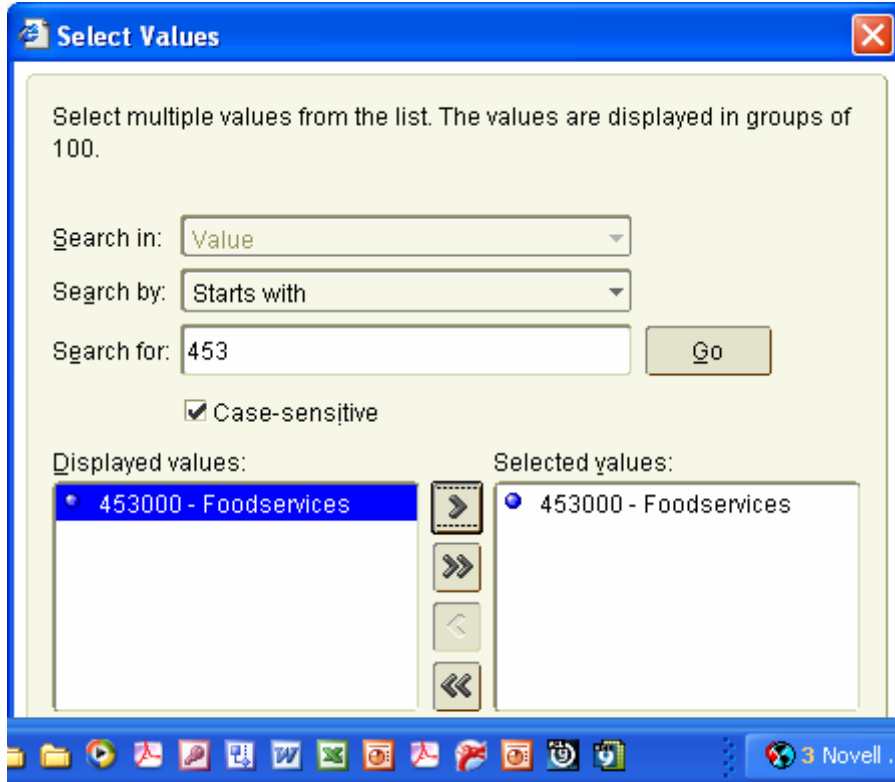 Select Values
Select multiple values from the list. The values are displayed in groups of
100.
Search in: Value
Search by: Starts with
Search for: 453 Go
Case-sensitive
Displayed values: Selected values:
453000 - Foodservices 453000 - Foodservices
3 Novell